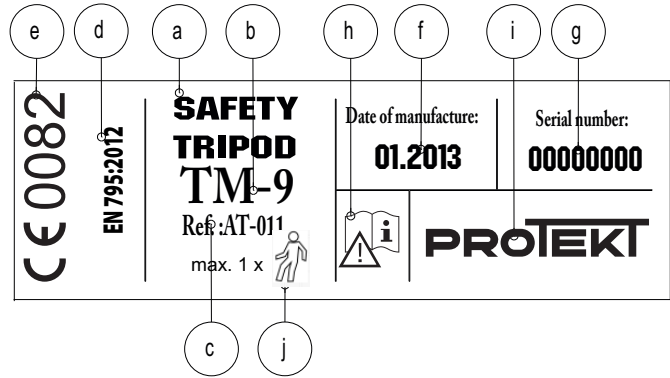 e d a b h f i g
CE 0082
EN 795:2012
SAFETY
TRIPOD
TM-9
Ref.:AT-011
max. 1 x
Date of manufacture:
01.2013
Serial number:
00000000
i
PROTEKT
c j